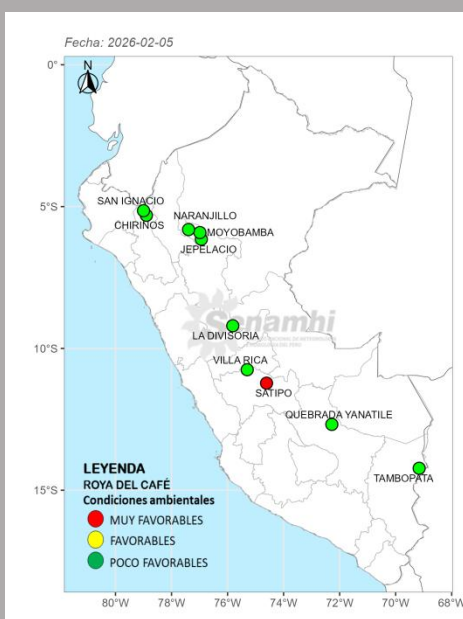 Fecha: 2026-02-05
N
0°
5°S
10°S
15°S
SAN IGNACIO
CHIRINOS
NARANJILLO
MOYOBAMBA
JEPELACIO
Senamhi
LA DIVISORIA
VILLA RICA
SATIPO
QUEBRADA YANATILE
TAMBOPATA
LEYENDA
ROYA DEL CAFÉ
Condiciones ambientales
MUY FAVORABLES
FAVORABLES
POCO FAVORABLES
80°W 78°W 76°W 74°W 72°W 70°W 68°W